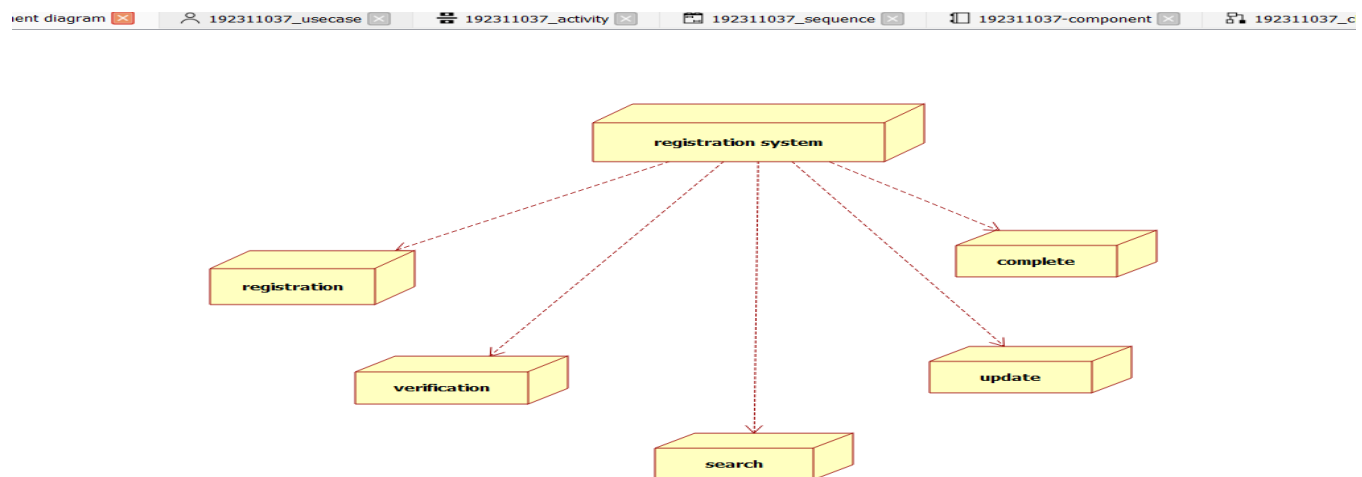 ent diagram
192311037_usecase
192311037_activity
192311037_sequence
192311037-component
192311037_c
registration system
complete
registration
update
verification
search